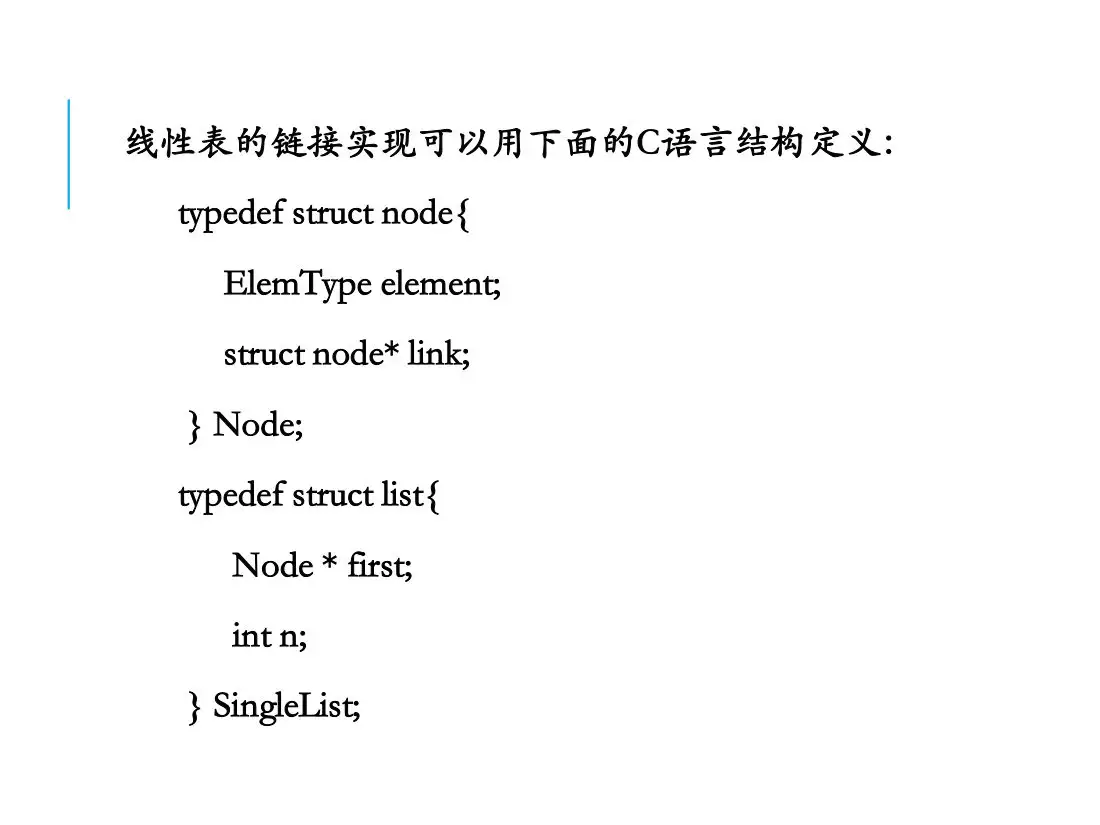 线性表的链接实现可以用下面的C语言结构定义：
typedef struct node{
ElemType element;
struct node* link;
} Node;
typedef struct list{
Node * first;
int n;
} SingleList;